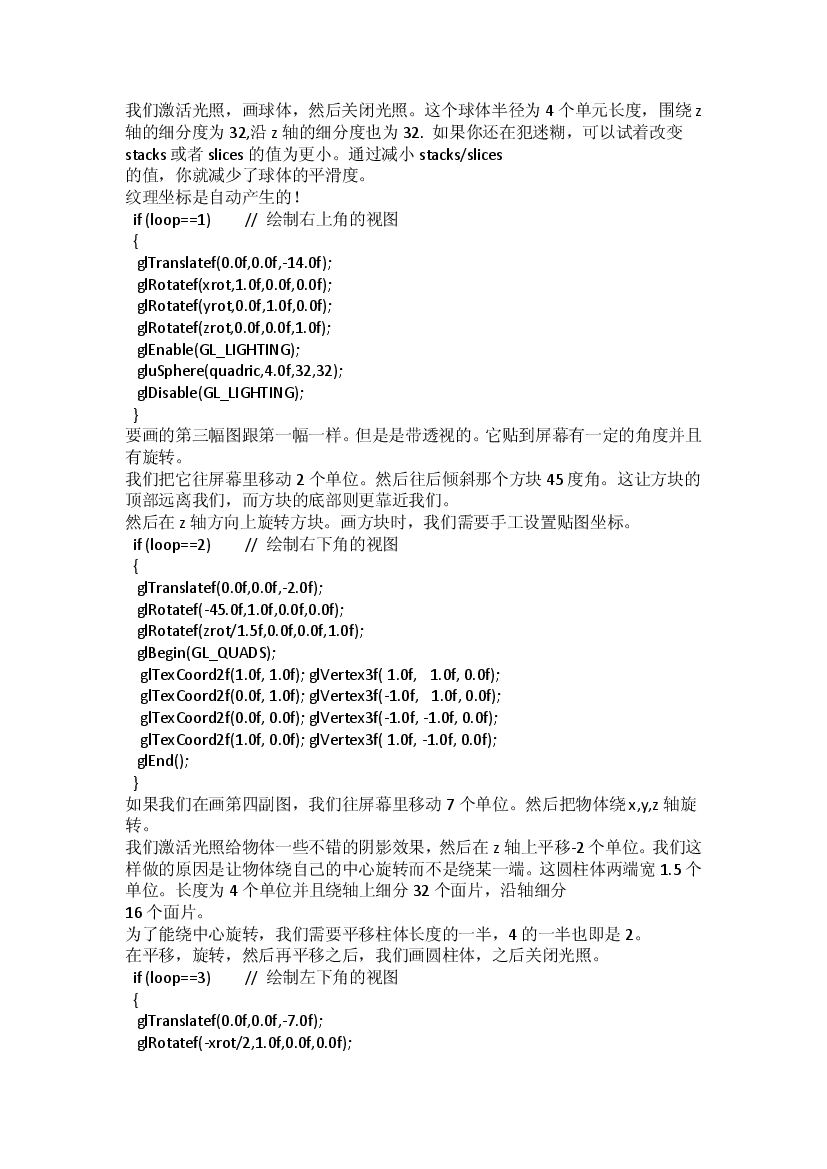 我们激活光照，画球体，然后关闭光照。这个球体半径为 4 个单元长度，围绕 z
轴的细分度为 32,沿 z 轴的细分度也为 32. 如果你还在犯迷糊，可以试着改变
stacks 或者 slices 的值为更小。通过减小 stacks/slices
的值，你就减少了球体的平滑度。
纹理坐标是自动产生的！
if (loop==1) // 绘制右上角的视图
{
glTranslatef(0.0f,0.0f,-14.0f);
glRotatef(xrot,1.0f,0.0f,0.0f);
glRotatef(yrot,0.0f,1.0f,0.0f);
glRotatef(zrot,0.0f,0.0f,1.0f);
glEnable(GL_LIGHTING);
gluSphere(quadric,4.0f,32,32);
glDisable(GL_LIGHTING);
}
要画的第三幅图跟第一幅一样。但是是带透视的。它贴到屏幕有一定的角度并且
有旋转。
我们把它往屏幕里移动 2 个单位。然后往后倾斜那个方块 45 度角。这让方块的
顶部远离我们，而方块的底部则更靠近我们。
然后在 z 轴方向上旋转方块。画方块时，我们需要手工设置贴图坐标。
if (loop==2) // 绘制右下角的视图
{
glTranslatef(0.0f,0.0f,-2.0f);
glRotatef(-45.0f,1.0f,0.0f,0.0f);
glRotatef(zrot/1.5f,0.0f,0.0f,1.0f);
glBegin(GL_QUADS);
glTexCoord2f(1.0f, 1.0f); glVertex3f( 1.0f, 1.0f, 0.0f);
glTexCoord2f(0.0f, 1.0f); glVertex3f(-1.0f, 1.0f, 0.0f);
glTexCoord2f(0.0f, 0.0f); glVertex3f(-1.0f, -1.0f, 0.0f);
glTexCoord2f(1.0f, 0.0f); glVertex3f( 1.0f, -1.0f, 0.0f);
glEnd();
}
如果我们在画第四副图，我们往屏幕里移动 7 个单位。然后把物体绕 x,y,z 轴旋
转。
我们激活光照给物体一些不错的阴影效果，然后在 z 轴上平移-2 个单位。我们这
样做的原因是让物体绕自己的中心旋转而不是绕某一端。这圆柱体两端宽 1.5 个
单位。长度为 4 个单位并且绕轴上细分 32 个面片，沿轴细分
16 个面片。
为了能绕中心旋转，我们需要平移柱体长度的一半，4 的一半也即是 2。
在平移，旋转，然后再平移之后，我们画圆柱体，之后关闭光照。
if (loop==3) // 绘制左下角的视图
{
glTranslatef(0.0f,0.0f,-7.0f);
glRotatef(-xrot/2,1.0f,0.0f,0.0f);